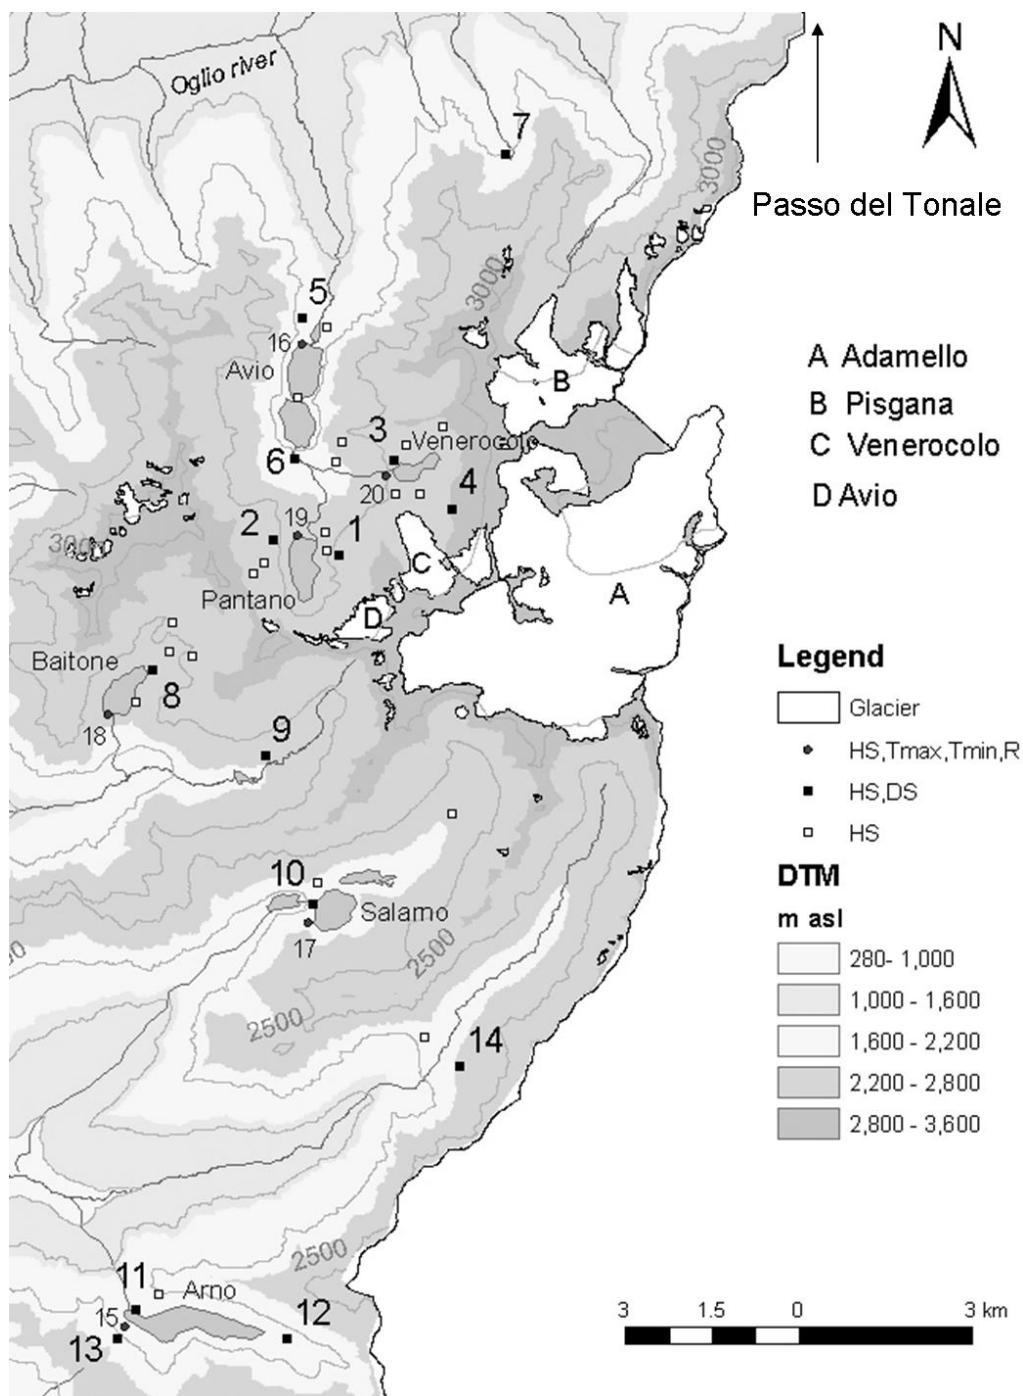 N
Oglio river
7
3000
Passo del Tonale
3000
5
16
Avio
A Adamello
B
B Pisgana
3
Venerocolo
C Venerocolo
6
20
4
D Avio
19
2
1
3000
C
A
Pantano
D
Baitone
8
Legend
Glacier
18
9
HS,Tmax,Tmin,R
HS,DS
HS
10
DTM
Salarno
m asl
17
2500
280- 1,000
1,000 - 1,600
2500
14
1,600 - 2,200
2,200 - 2,800
2,800 - 3,600
2500
11
Arno
15
12
13
3 1.5 0 3 km